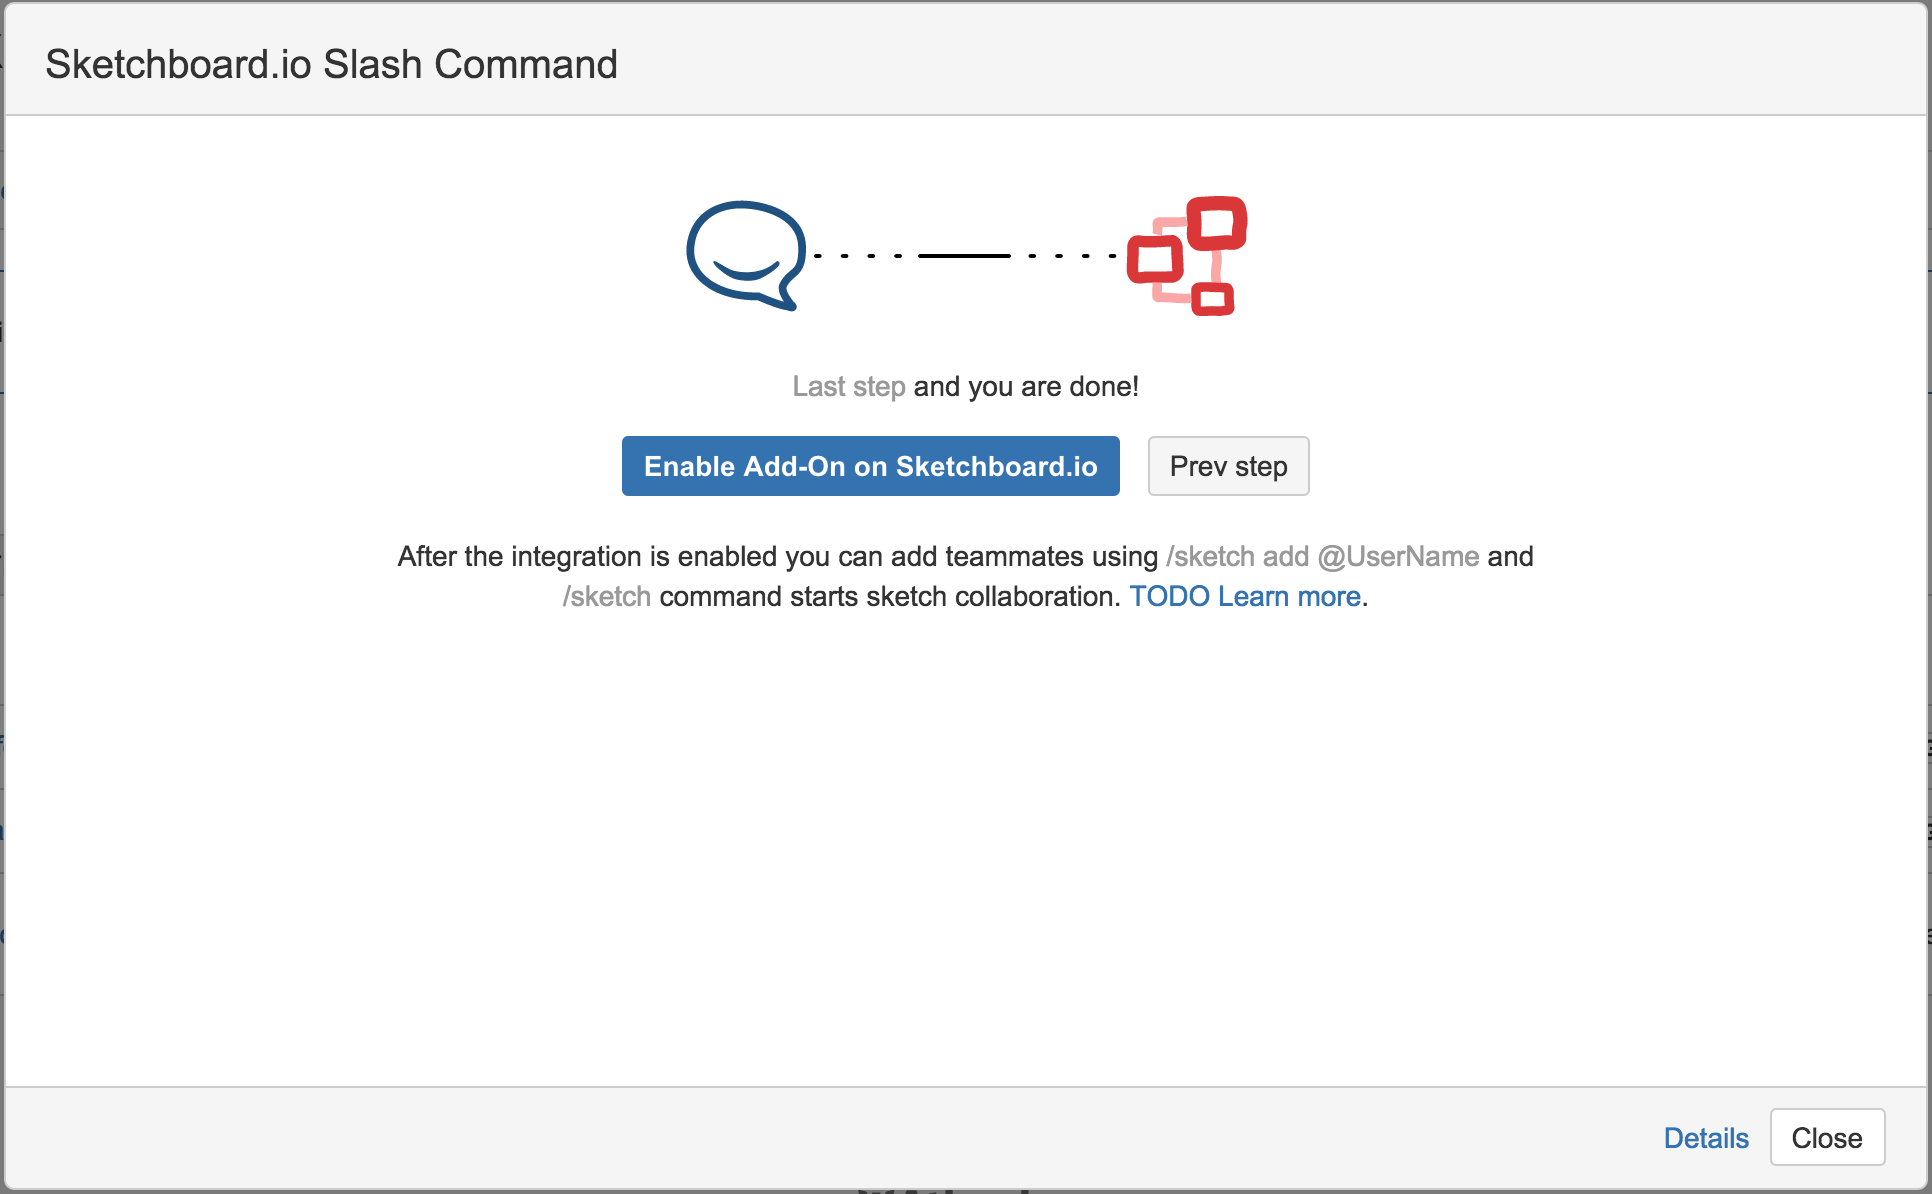 Sketchboard.io Slash Command
Last step and you are done!
Enable Add-On on Sketchboard.io
Prev step
After the integration is enabled you can add teammates using /sketch add @UserName and
/sketch command starts sketch collaboration. TODO Learn more.
Details
Close